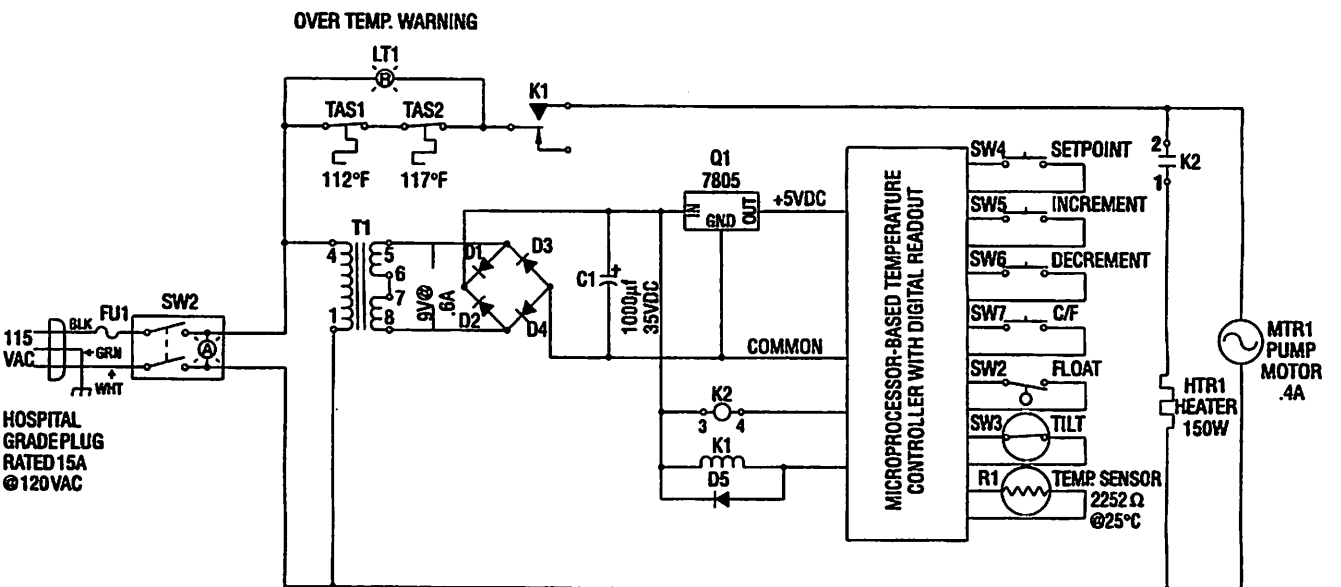 OVER TEMP. WARNING
LT1
R
TAS1
TAS2
K1
112°F
117°F
Q1
7805
IN
OUT
GND
+5VDC
T1
4
5
6
7
1
8
9V@
.6A
D1
D3
D2
D4
C1
+
1000µf
35VDC
COMMON
K2
3
4
K1
D5
MICROPROCESSOR-BASED TEMPERATURE
CONTROLLER WITH DIGITAL READOUT
SW4
SETPOINT
SW5
INCREMENT
SW6
DECREMENT
SW7
C/F
SW2
FLOAT
SW3
TILT
R1
TEMP. SENSOR
2252 Ω
@25°C
2
K2
1
HTR1
HEATER
150W
MTR1
PUMP
MOTOR
.4A
FU1
SW2
BLK
115
VAC
GRN
WHT
A
HOSPITAL
GRADE PLUG
RATED 15A
@120VAC